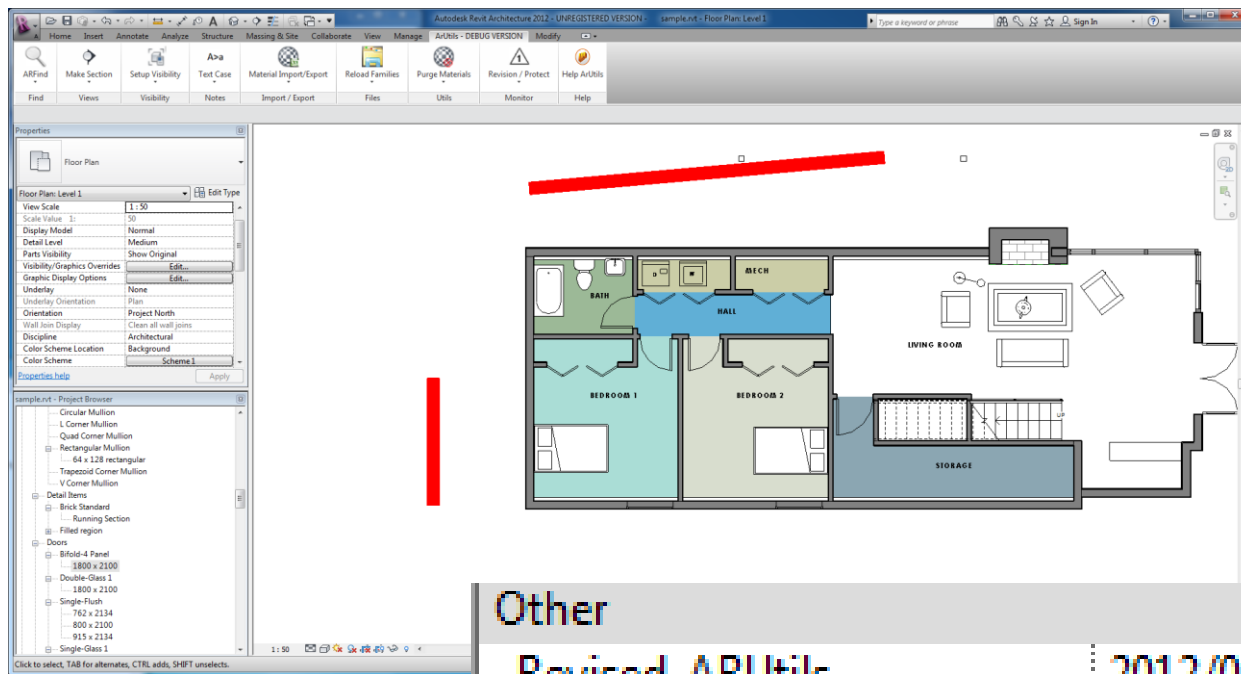 Autodesk Revit Architecture 2012 - UNREGISTERED VERSION - sample.rvt - Floor Plan: Level 1
Type a keyword or phrase
Sign In
Home Insert Annotate Analyze Structure Massing & Site Collaborate View Manage ArUtils - DEBUG VERSION Modify
A>a
ARFind Make Section Setup Visibility Text Case Material Import/Export Reload Families Purge Materials Revision / Protect Help ArUtils
Find Views Visibility Notes Import / Export Files Utils Monitor Help
Properties
Floor Plan
Floor Plan: Level 1 Edit Type
View Scale 1 : 50
Scale Value 1: 50
Display Model Normal
Detail Level Medium
Parts Visibility Show Original
Visibility/Graphics Overrides Edit...
Graphic Display Options Edit...
Underlay None
Underlay Orientation Plan
Orientation Project North
Wall Join Display Clean all wall joins
Discipline Architectural
Color Scheme Location Background
Color Scheme Scheme 1
Properties help Apply
sample.rvt - Project Browser
Circular Mullion
L Corner Mullion
Quad Corner Mullion
Rectangular Mullion
64 x 128 rectangular
Trapezoid Corner Mullion
V Corner Mullion
Detail Items
Brick Standard
Running Section
Filled region
Doors
Bifold-4 Panel
1800 x 2100
Double-Glass 1
1800 x 2100
Single-Flush
762 x 2134
800 x 2100
915 x 2134
Single-Glass 1
BATH
D
MECH
HALL
LIVING ROOM
BEDROOM 1
BEDROOM 2
UP
STORAGE
1 : 50
Click to select, TAB for alternates, CTRL adds, SHIFT unselects.
Other
Revised ARUtils 2012/0